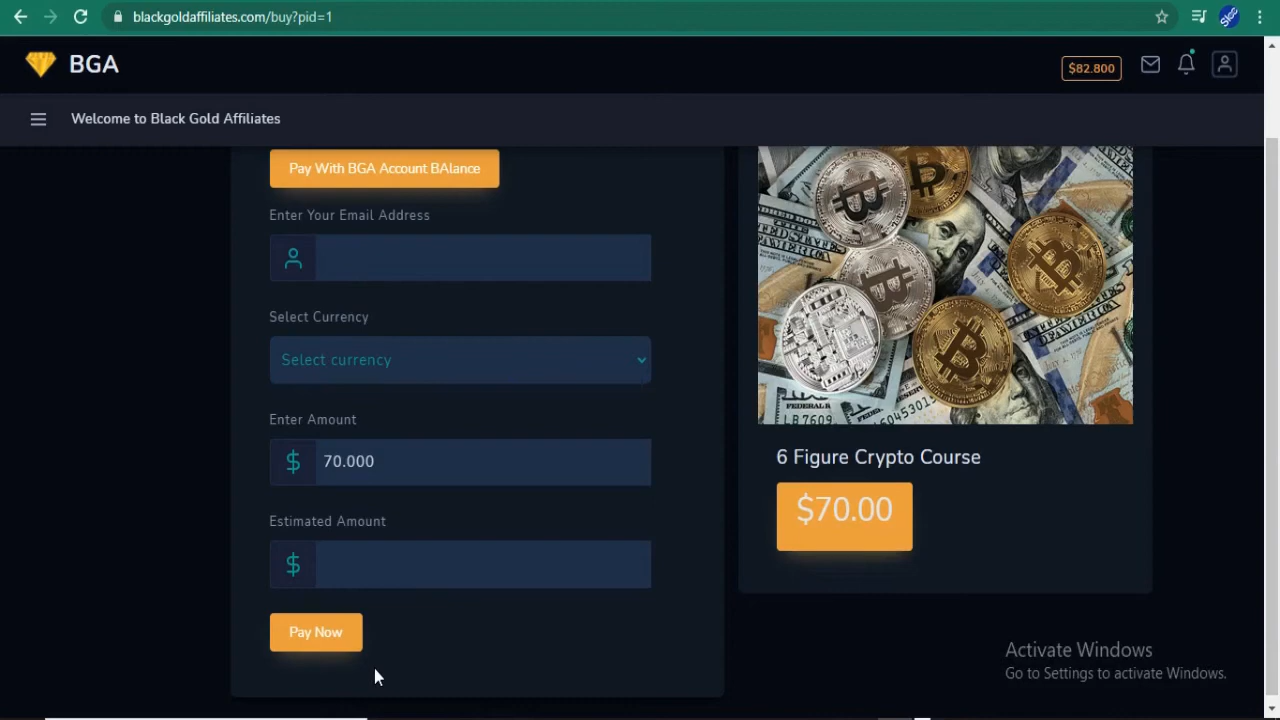 blackgoldaffiliates.com/buy?pid=1
BGA
$82.800
Welcome to Black Gold Affiliates
Pay With BGA Account BAlance
Enter Your Email Address
Select Currency
Select currency
Enter Amount
$ 70.000
Estimated Amount
$
Pay Now
6 Figure Crypto Course
$70.00
Activate Windows
Go to Settings to activate Windows.